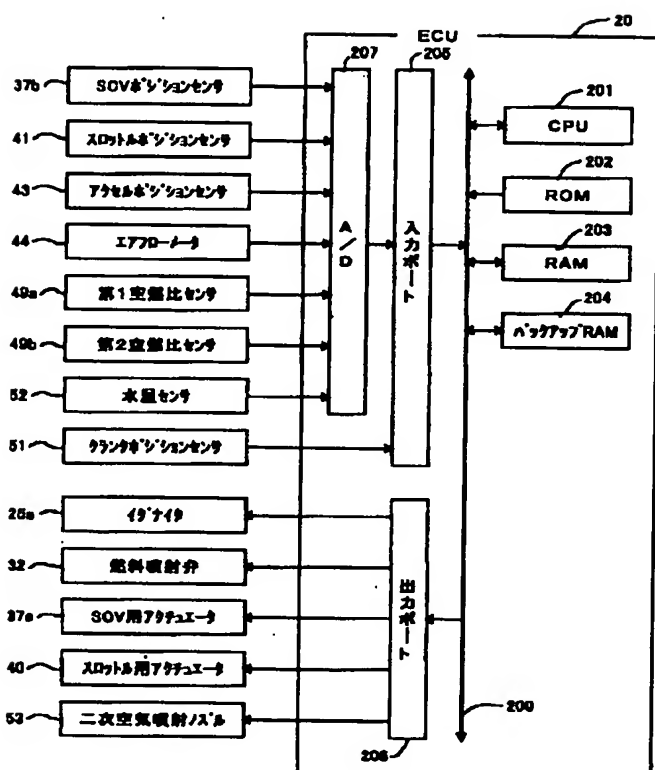 ECU
20
207
205
37b
SOVポジションセンサ
41
スロットルポジションセンサ
43
アクセルポジションセンサ
44
エアフローメータ
49a
第1空燃比センサ
49b
第2空燃比センサ
52
水温センサ
51
クランクポジションセンサ
A/D
入力ポート
201
CPU
202
ROM
203
RAM
204
バックアップRAM
25a
イグナイタ
32
燃料噴射弁
37a
SOV用アクチュエータ
40
スロットル用アクチュエータ
53
二次空気噴射ノズル
出力ポート
206
200